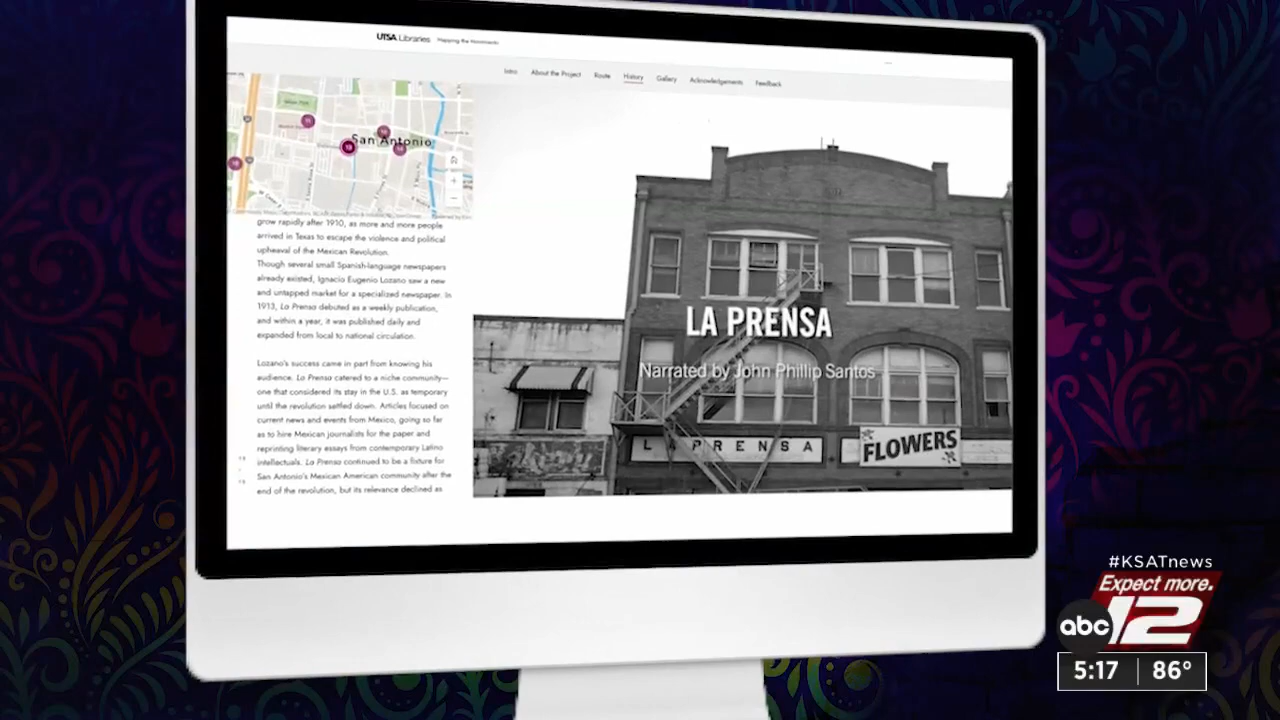 UTSA Libraries Mapping the Movimiento
Intro About the Project Route History Gallery Acknowledgements Feedback
San Antonio
grow rapidly after 1910, as more and more people
arrived in Texas to escape the violence and political
upheaval of the Mexican Revolution.
Though several small Spanish-language newspapers
already existed, Ignacio Eugenio Lozano saw a new
and untapped market for a specialized newspaper. In
1913, La Prensa debuted as a weekly publication,
and within a year, it was published daily and
expanded from local to national circulation.
Lozano's success came in part from knowing his
audience. La Prensa catered to a niche community—
one that considered its stay in the U.S. as temporary
until the revolution settled down. Articles focused on
current news and events from Mexico, going so far
as to hire Mexican journalists for the paper and
reprinting literary essays from contemporary Latino
intellectuals. La Prensa continued to be a fixture for
San Antonio's Mexican American community after the
end of the revolution, but its relevance declined as
LA PRENSA
Narrated by John Phillip Santos
L PRENSA
FLOWERS
#KSATnews
Expect more.
abc 12
5:17 86°